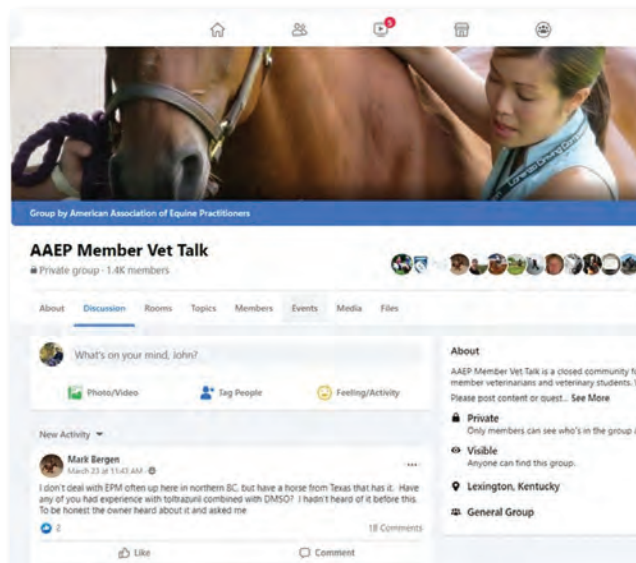 5
Group by American Association of Equine Practitioners
AAEP Member Vet Talk
Private group · 1.4K members
About Discussion Rooms Topics Members Events Media Files
What's on your mind, John?
Photo/Video Tag People Feeling/Activity
New Activity
Mark Bergen
March 23 at 11:43 AM
I don't deal with EPM often up here in northern BC, but have a horse from Texas that has it. Have
any of you had experience with toltrazuril combined with DMSO? I hadn't heard of it before this.
To be honest the owner heard about it and asked me
2 18 Comments
Like Comment
About
AAEP Member Vet Talk is a closed community
member veterinarians and veterinary students.
Please post content or quest... See More
Private
Only members can see who's in the group
Visible
Anyone can find this group.
Lexington, Kentucky
General Group